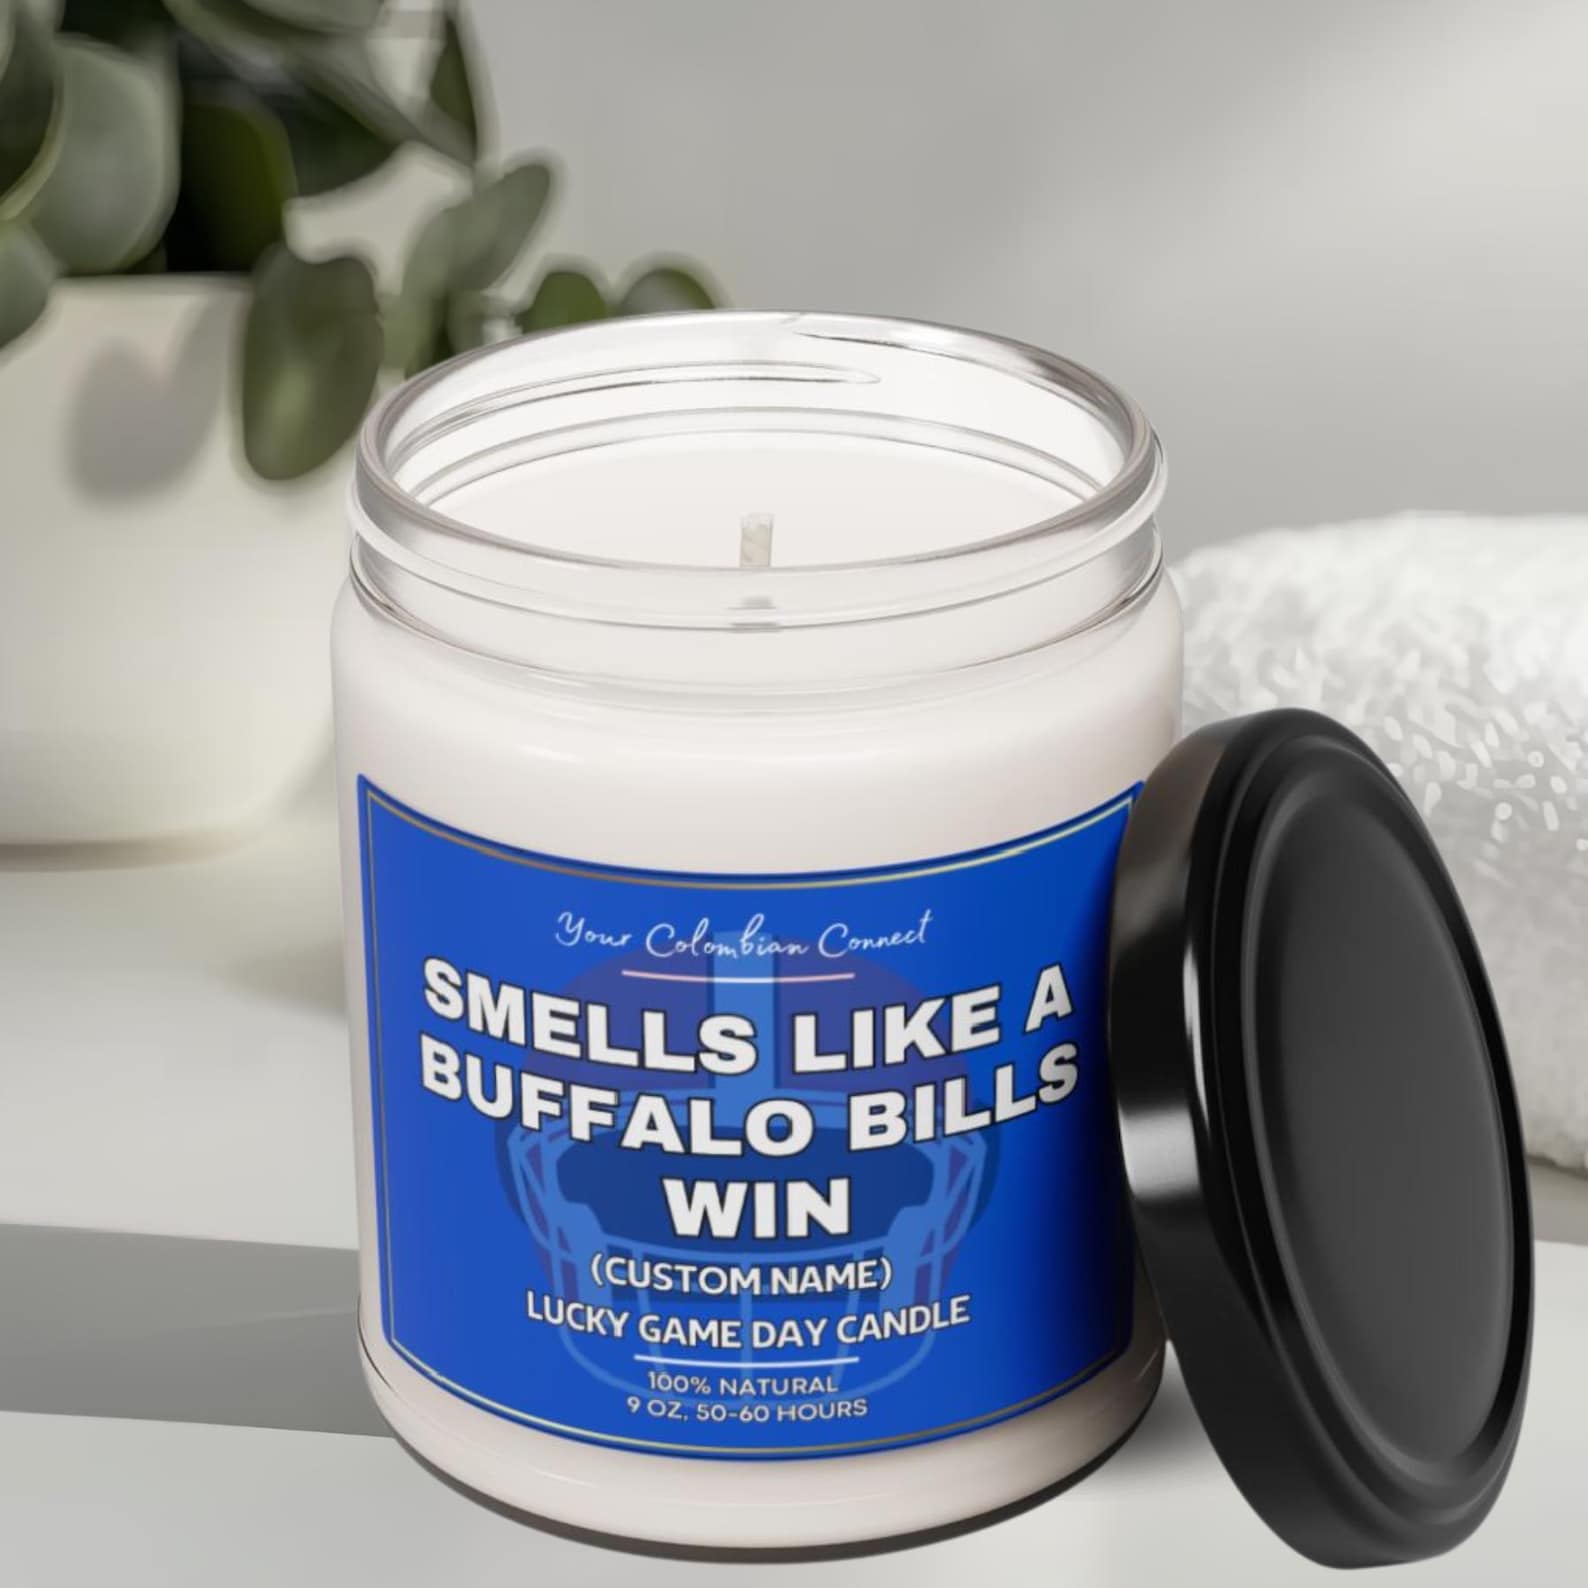 Your Colombian Connect
SMELLS LIKE A
BUFFALO BILLS
WIN
(CUSTOM NAME)
LUCKY GAME DAY CANDLE
100% NATURAL
9 OZ, 50-60 HOURS